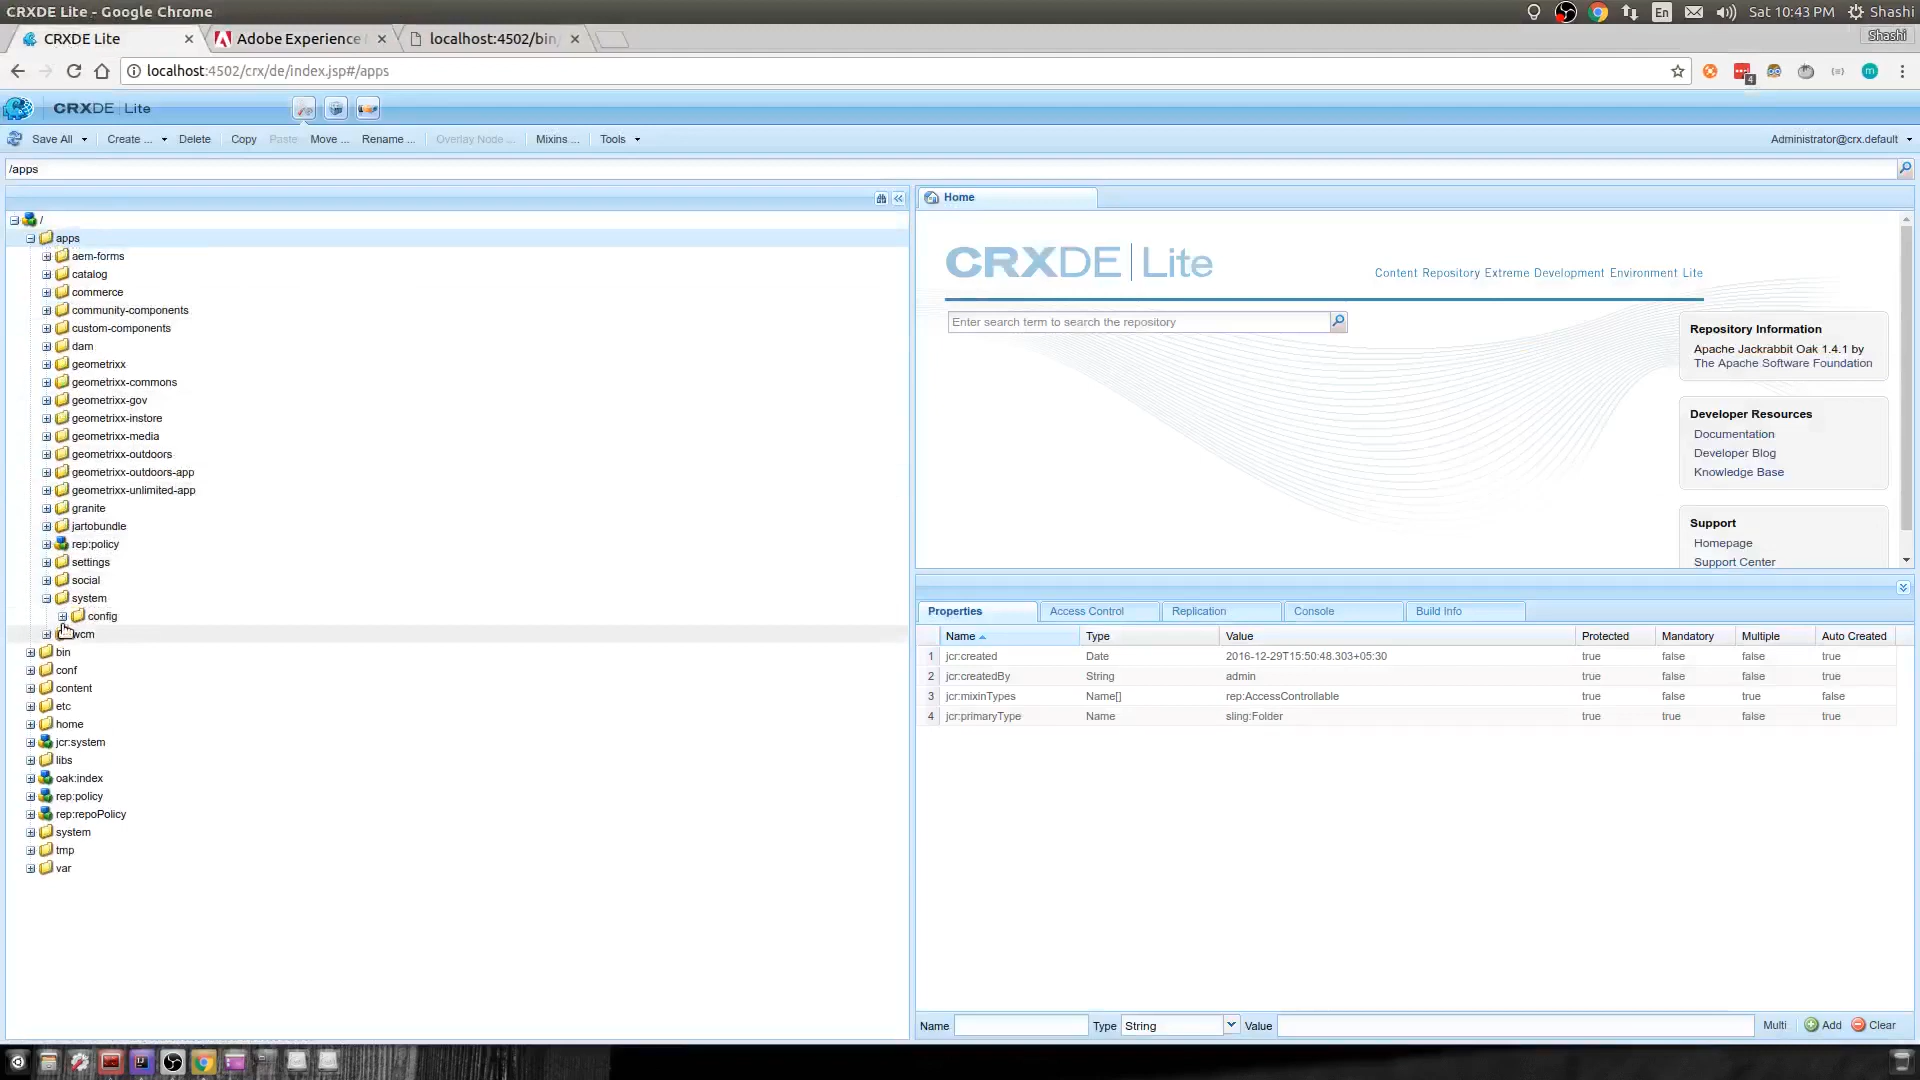 CRXDE Lite - Google Chrome
En
Sat 10:43 PM
Shashi
CRXDE Lite
Adobe Experience
localhost:4502/bin
Shashi
localhost:4502/crx/de/index.jsp#/apps
4
m
CRXDE | Lite
Save All
Create ...
Delete
Copy
Paste
Move ...
Rename ...
Overlay Node ...
Mixins ...
Tools
Administrator@crx.default
/apps
/
apps
aem-forms
catalog
commerce
community-components
custom-components
dam
geometrixx
geometrixx-commons
geometrixx-gov
geometrixx-instore
geometrixx-media
geometrixx-outdoors
geometrixx-outdoors-app
geometrixx-unlimited-app
granite
jartobundle
rep:policy
settings
social
system
config
wcm
bin
conf
content
etc
home
jcr:system
libs
oak:index
rep:policy
rep:repoPolicy
system
tmp
var
Home
CRXDE | Lite
Content Repository Extreme Development Environment Lite
Enter search term to search the repository
Repository Information
Apache Jackrabbit Oak 1.4.1 by
The Apache Software Foundation
Developer Resources
Documentation
Developer Blog
Knowledge Base
Support
Homepage
Support Center
Properties
Access Control
Replication
Console
Build Info
Name Type Value Protected Mandatory Multiple Auto Created
1 jcr:created Date 2016-12-29T15:50:48.303+05:30 true false false true
2 jcr:createdBy String admin true false false true
3 jcr:mixinTypes Name[] rep:AccessControllable true false true false
4 jcr:primaryType Name sling:Folder true true false true
Name Type String Value Multi Add Clear